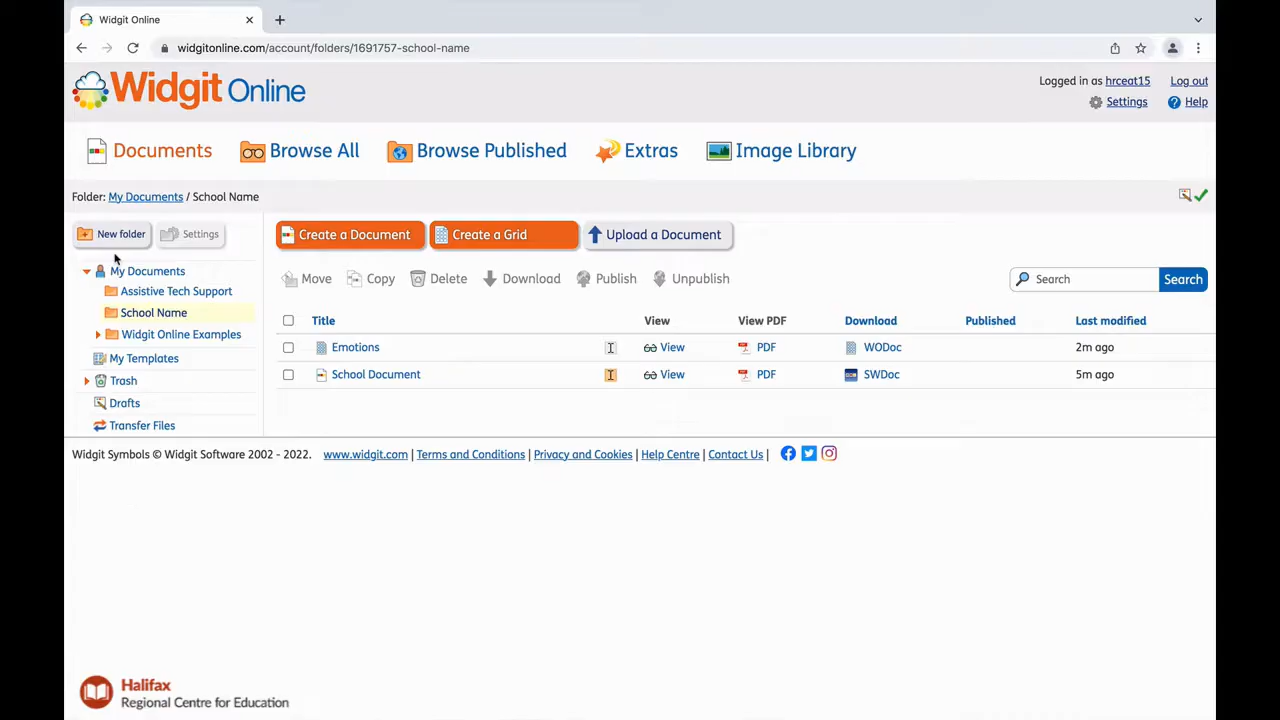 Widgit Online
widgitonline.com/account/folders/1691757-school-name
Widgit Online
Logged in as hrceat15 Log out
Settings Help
Documents Browse All Browse Published Extras Image Library
Folder: My Documents / School Name
New folder Settings Create a Document Create a Grid Upload a Document
My Documents
Assistive Tech Support
School Name
Widgit Online Examples
My Templates
Trash
Drafts
Transfer Files
Move Copy Delete Download Publish Unpublish Search Search
Title View View PDF Download Published Last modified
Emotions View PDF WODoc 2m ago
School Document View PDF SWDoc 5m ago
Widgit Symbols © Widgit Software 2002 - 2022. www.widgit.com | Terms and Conditions | Privacy and Cookies | Help Centre | Contact Us |
Halifax
Regional Centre for Education